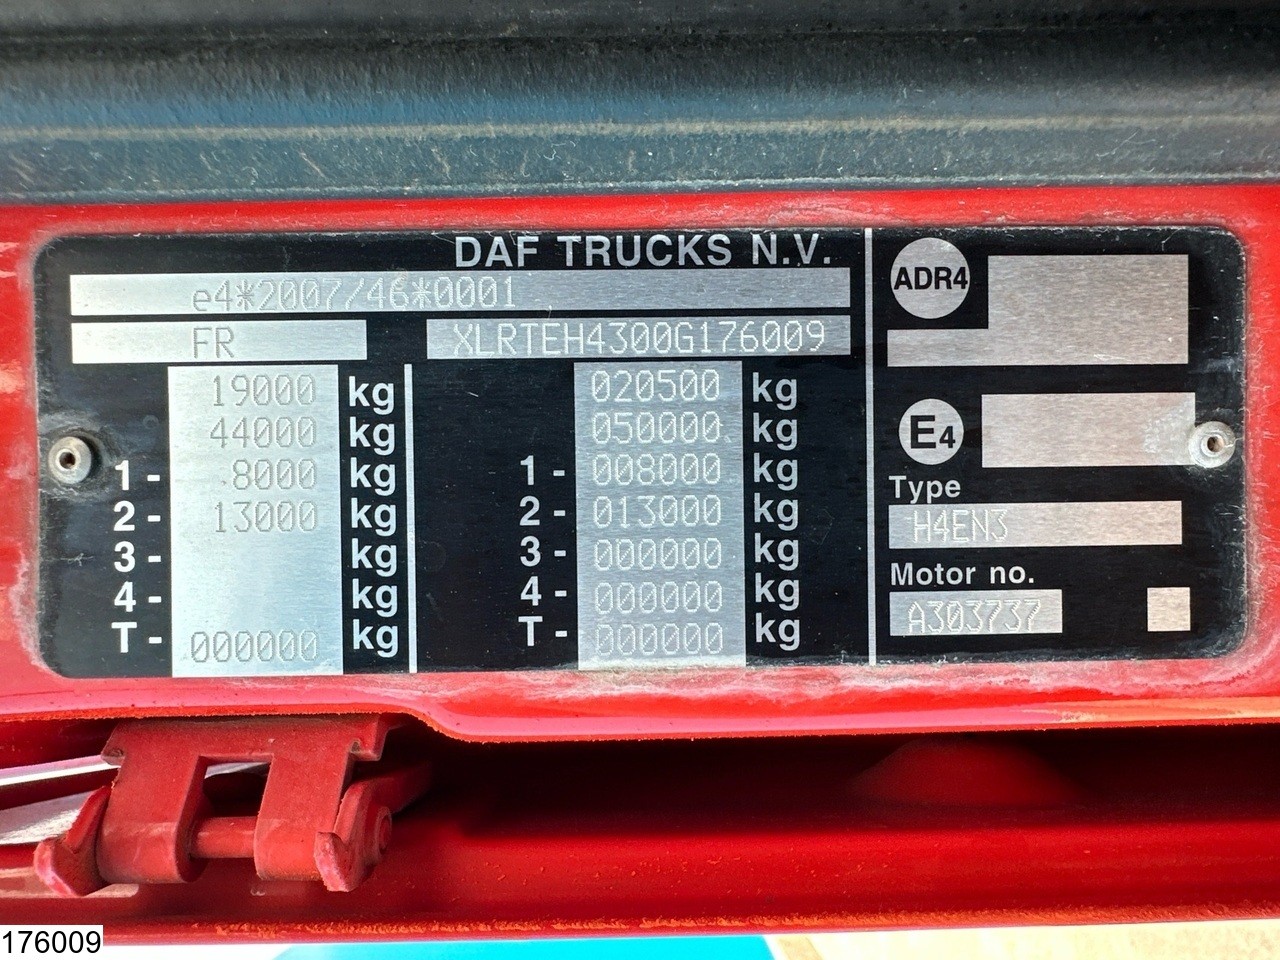 DAF TRUCKS N.V.
e4*2007/46*0001
FR XLRTEH4300G176009
19000 kg 020500 kg
44000 kg 050000 kg
1 - 8000 kg 1 - 008000 kg
2 - 13000 kg 2 - 013000 kg
3 - kg 3 - 000000 kg
4 - kg 4 - 000000 kg
T - 000000 kg T - 000000 kg
ADR4
E4
Type
H4EN3
Motor no.
A303737
176009